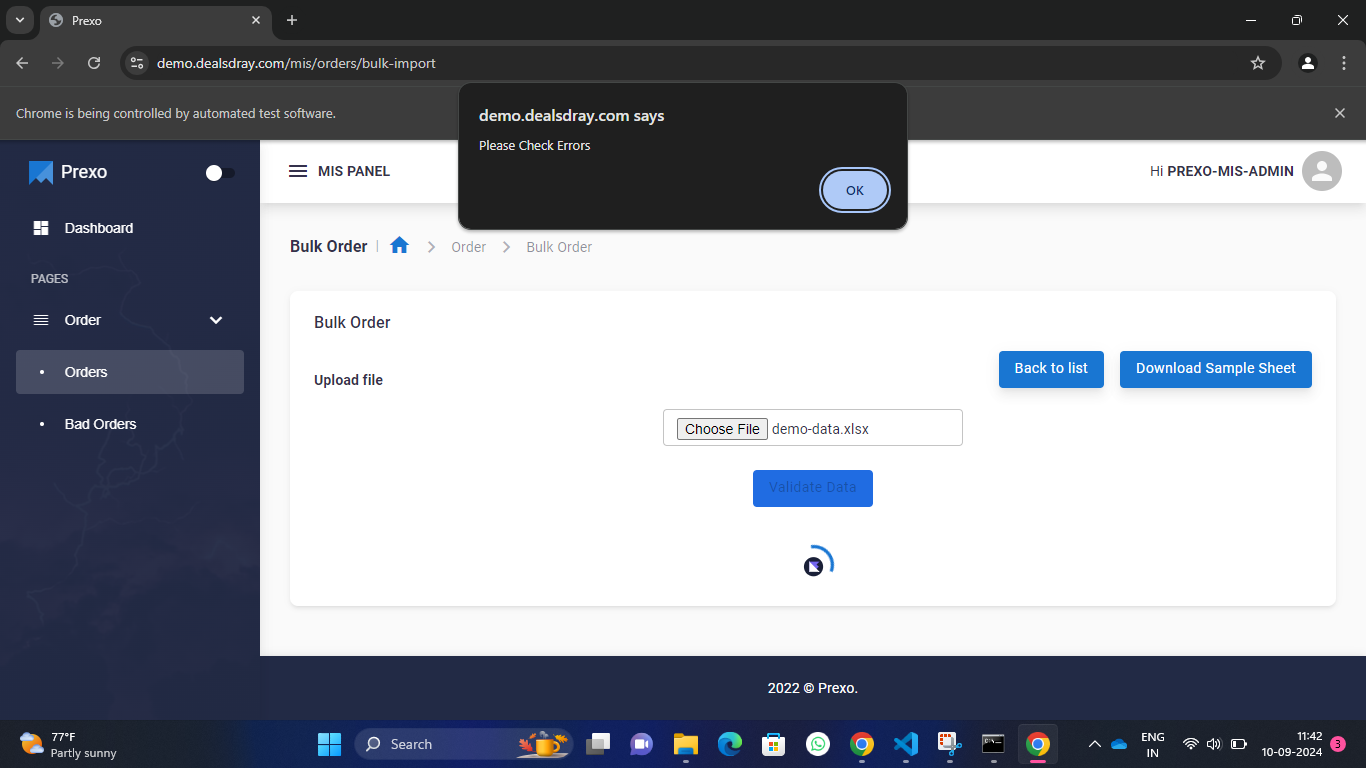 Prexo
demo.dealsdray.com/mis/orders/bulk-import
Chrome is being controlled by automated test software.
demo.dealsdray.com says
Please Check Errors
OK
Prexo
MIS PANEL
Hi PREXO-MIS-ADMIN
Dashboard
PAGES
Order
Orders
Bad Orders
Bulk Order
Order
Bulk Order
Bulk Order
Upload file
Back to list
Download Sample Sheet
Choose File demo-data.xlsx
Validate Data
2022 © Prexo.
77°F
Partly sunny
Search
ENG
IN
11:42
10-09-2024
3